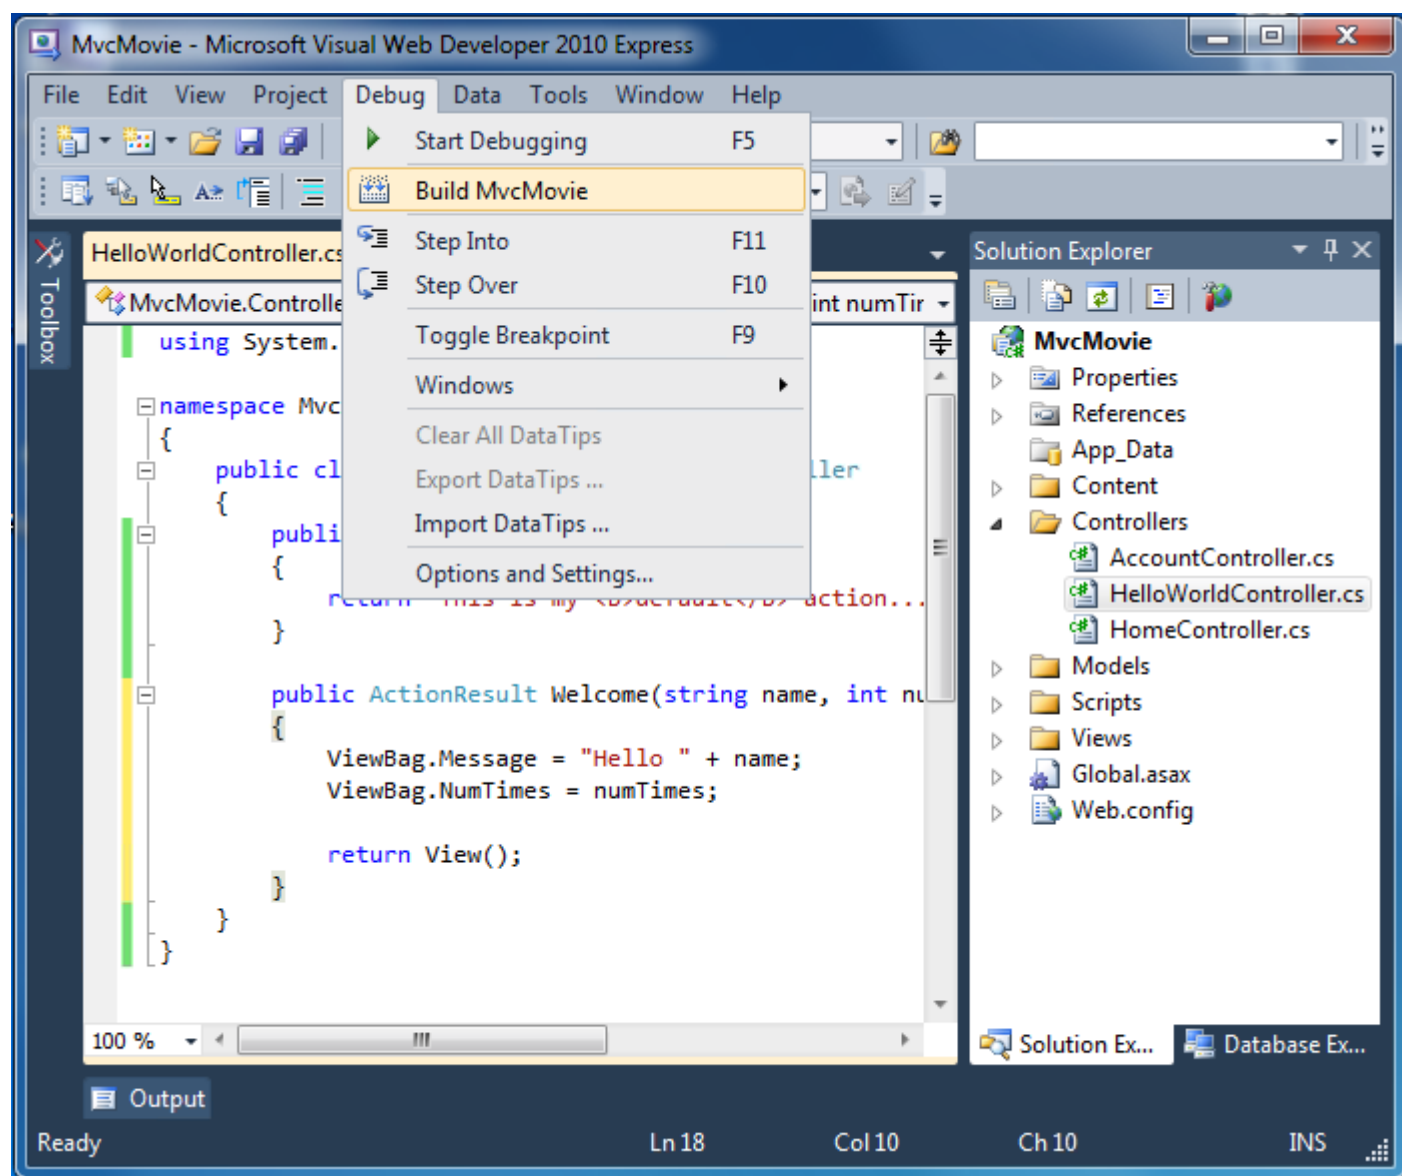 MvcMovie - Microsoft Visual Web Developer 2010 Express
File Edit View Project Debug Data Tools Window Help
Start Debugging F5
Build MvcMovie
Step Into F11
Step Over F10
Toggle Breakpoint F9
Windows
Clear All DataTips
Export DataTips ...
Import DataTips ...
Options and Settings...
Toolbox
HelloWorldController.cs
MvcMovie.Controlle int numTir
using System.
namespace Mvc
{
public cl ller
{
publi
{
return "This is my <b>default</b> action...
}
public ActionResult Welcome(string name, int nu
{
ViewBag.Message = "Hello " + name;
ViewBag.NumTimes = numTimes;
return View();
}
}
}
100 %
Solution Explorer
MvcMovie
Properties
References
App_Data
Content
Controllers
AccountController.cs
HelloWorldController.cs
HomeController.cs
Models
Scripts
Views
Global.asax
Web.config
Solution Ex... Database Ex...
Output
Ready Ln 18 Col 10 Ch 10 INS